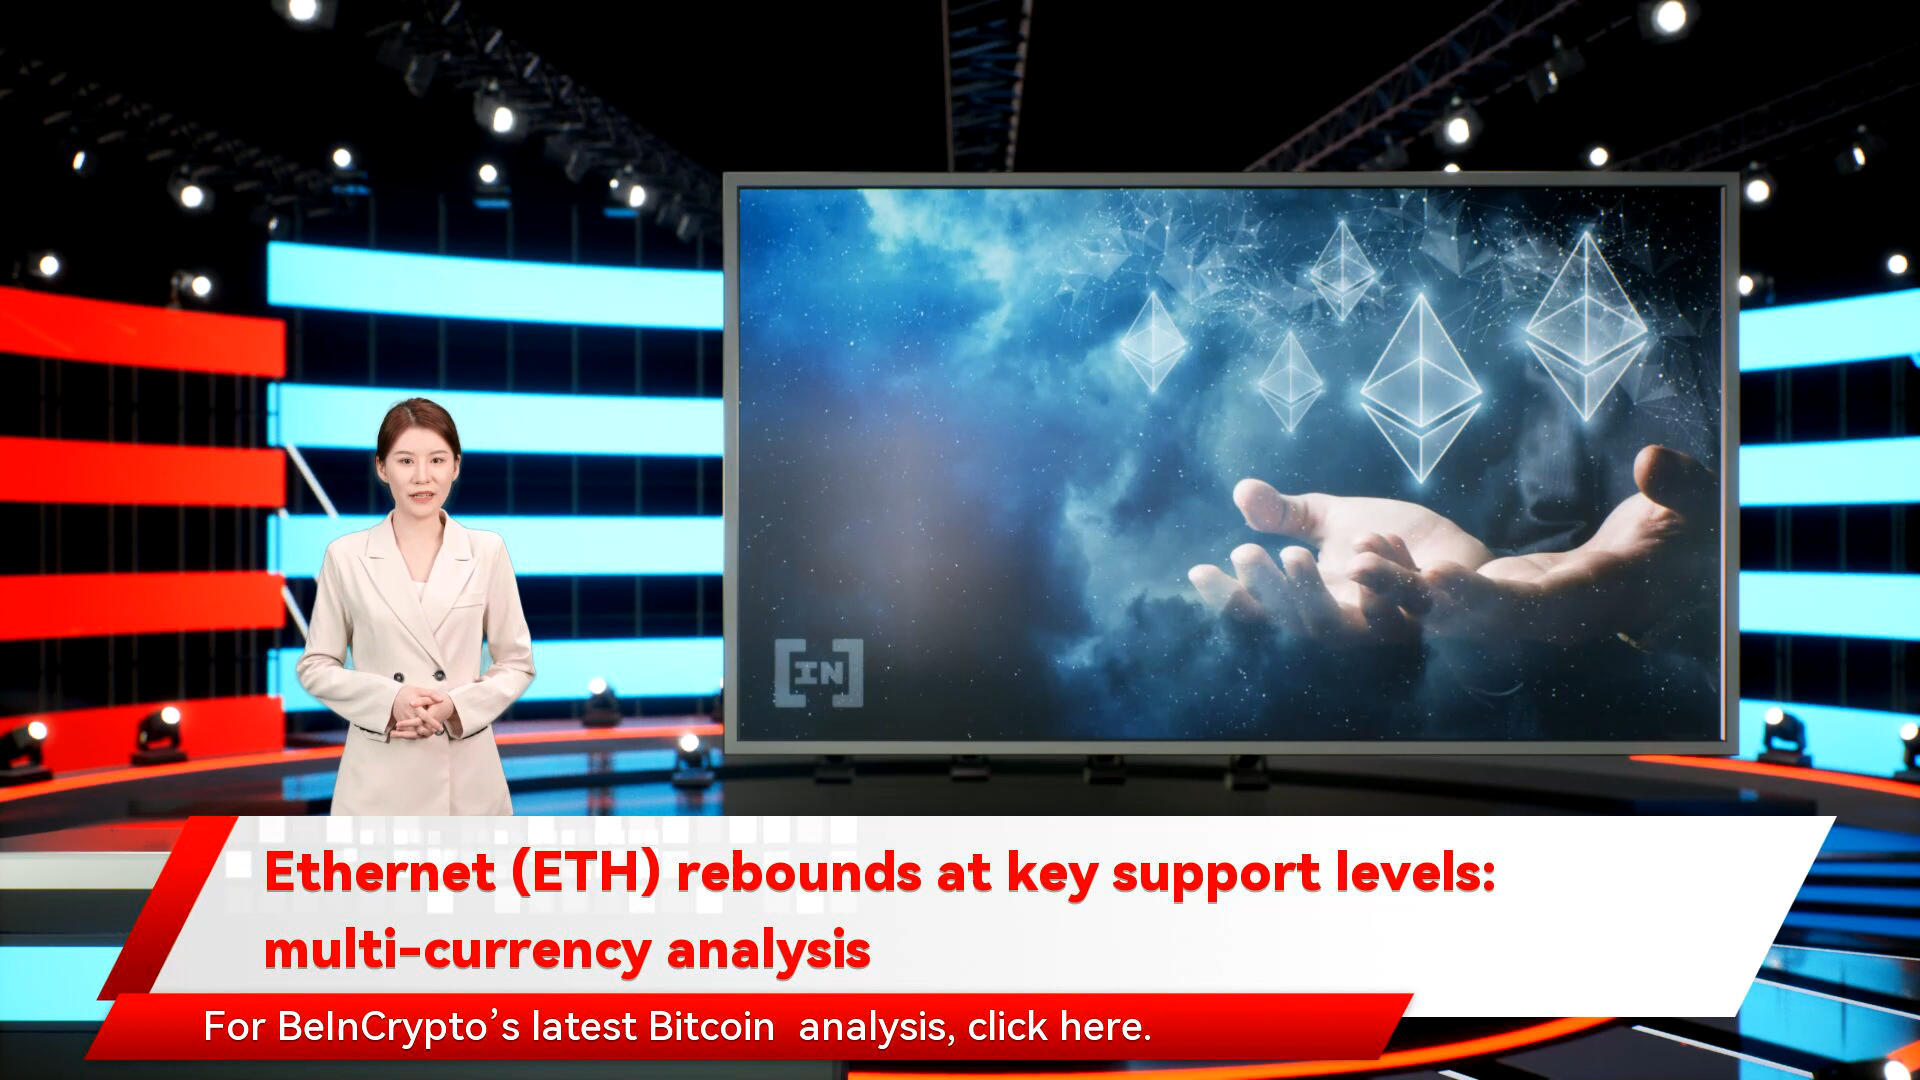 IN
Ethernet (ETH) rebounds at key support levels:
multi-currency analysis
For BeInCrypto’s latest Bitcoin analysis, click here.